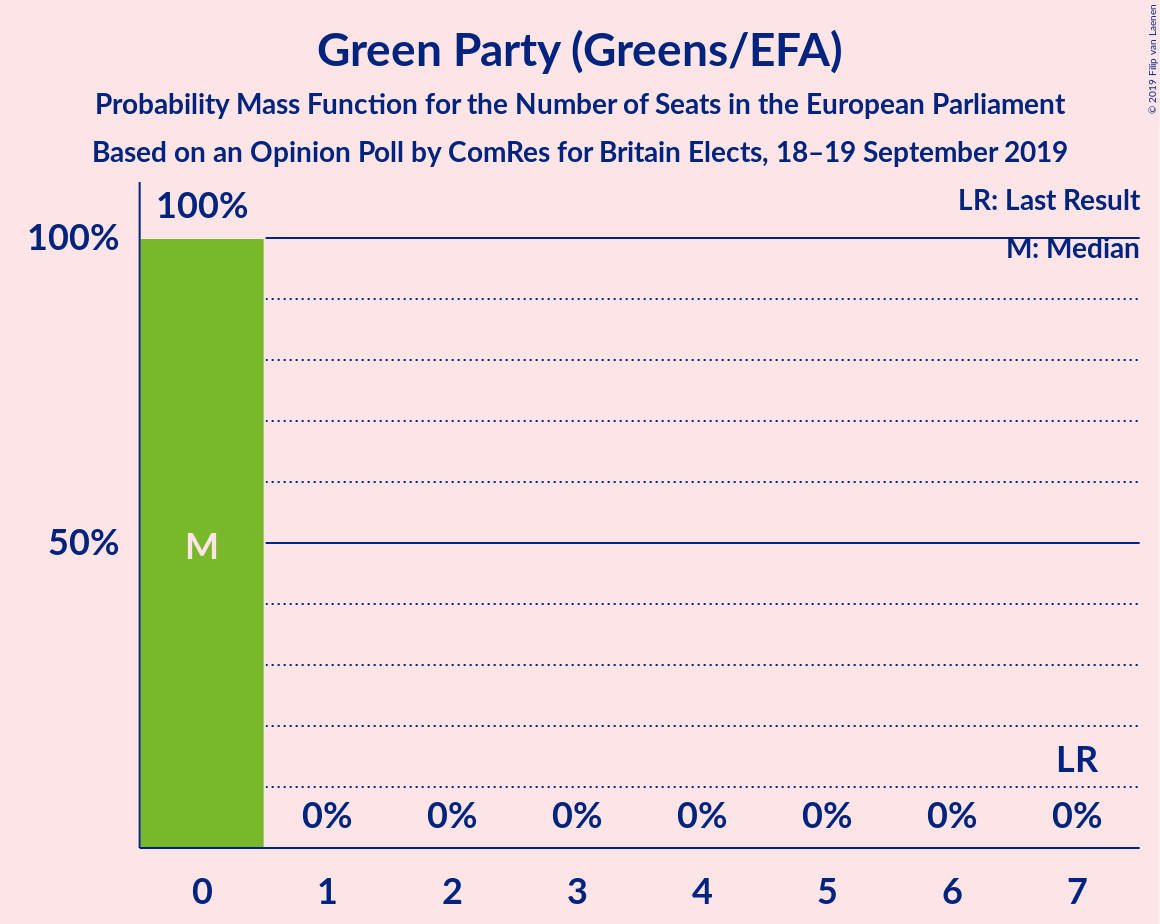 Green Party (Greens/EFA)
Probability Mass Function for the Number of Seats in the European Parliament
Based on an Opinion Poll by ComRes for Britain Elects, 18–19 September 2019
© 2019 Filip van Laenen
LR: Last Result
M: Median
100%
100%
50%
M
LR
0% 0% 0% 0% 0% 0% 0%
0 1 2 3 4 5 6 7